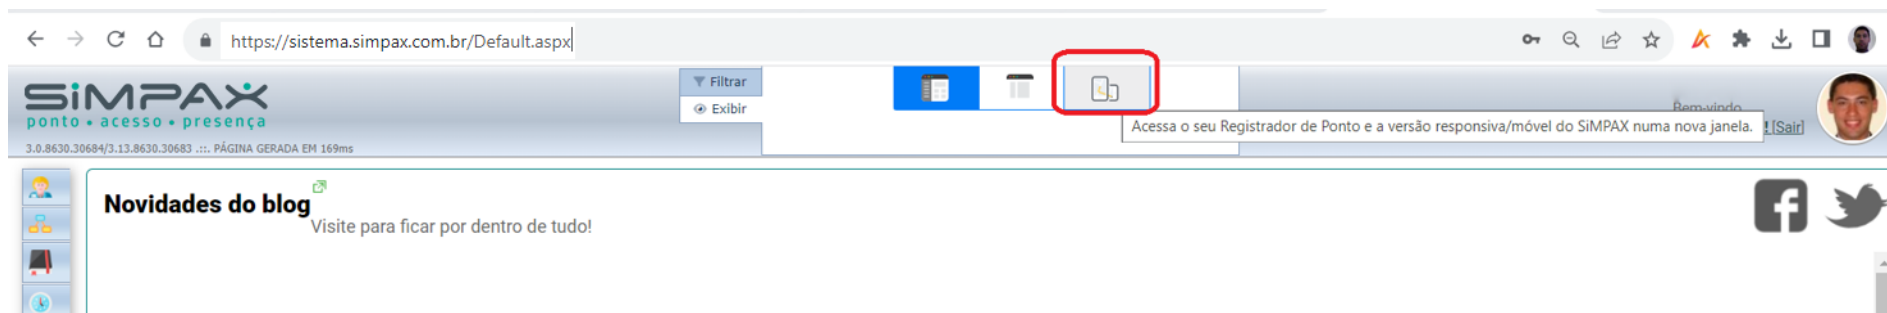 https://sistema.simpax.com.br/Default.aspx
SiMPAX
ponto • acesso • presença
3.0.8630.30684/3.13.8630.30683 .::. PÁGINA GERADA EM 169ms
Filtrar
Exibir
Bem-vindo
Acessa o seu Registrador de Ponto e a versão responsiva/móvel do SiMPAX numa nova janela.
! [Sair]
Novidades do blog
Visite para ficar por dentro de tudo!